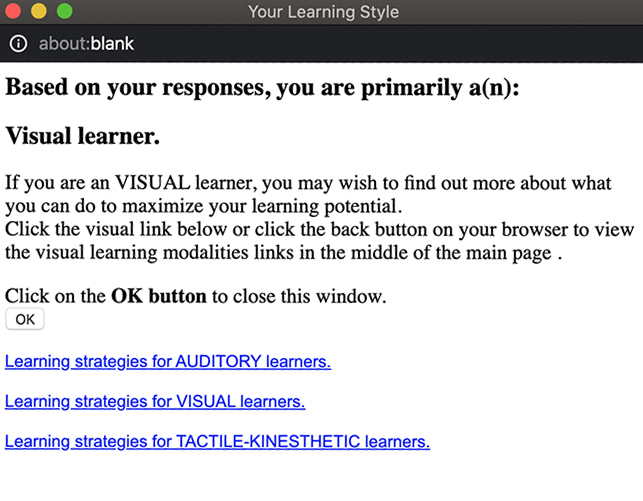 Your Learning Style
about:blank
Based on your responses, you are primarily a(n):
Visual learner.
If you are an VISUAL learner, you may wish to find out more about what
you can do to maximize your learning potential.
Click the visual link below or click the back button on your browser to view
the visual learning modalities links in the middle of the main page .
Click on the OK button to close this window.
OK
Learning strategies for AUDITORY learners.
Learning strategies for VISUAL learners.
Learning strategies for TACTILE-KINESTHETIC learners.